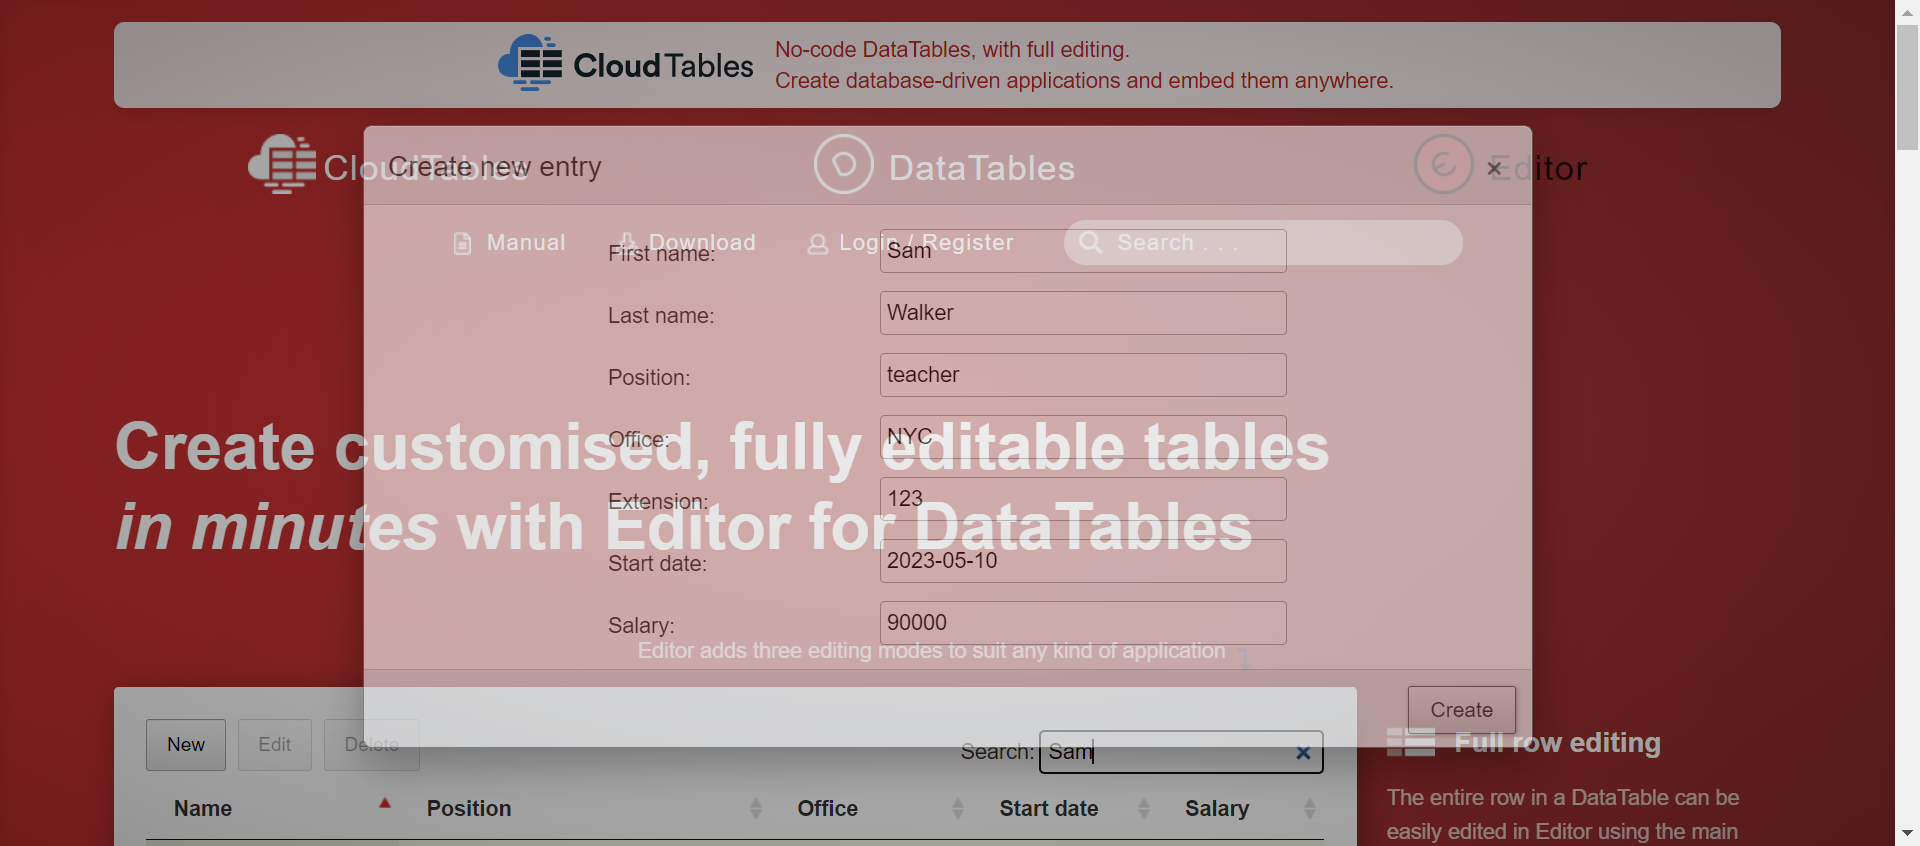 CloudTables
No-code DataTables, with full editing.
Create database-driven applications and embed them anywhere.
CloudTables
DataTables
Editor
Create new entry
×
Manual
Download
Login / Register
Search . . .
First name:
Sam
Last name:
Walker
Position:
teacher
Office:
NYC
Extension:
123
Start date:
2023-05-10
Salary:
90000
Create customised, fully editable tables
in minutes with Editor for DataTables
Editor adds three editing modes to suit any kind of application
Create
New
Edit
Delete
Search:
Sam
Name
Position
Office
Start date
Salary
Full row editing
The entire row in a DataTable can be
easily edited in Editor using the main